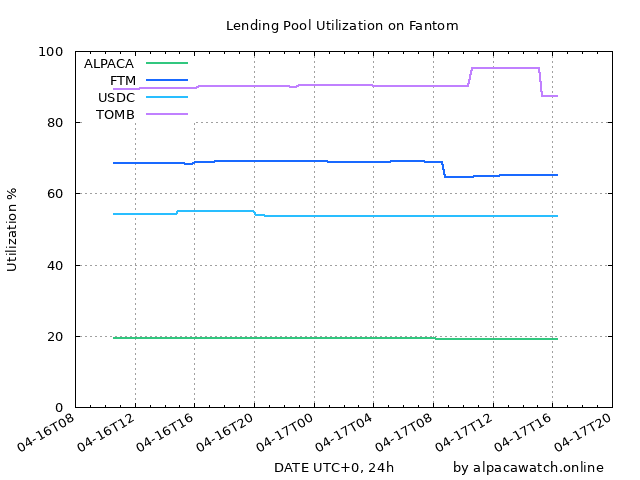 Lending Pool Utilization on Fantom
100
80
60
40
20
0
Utilization %
ALPACA
FTM
USDC
TOMB
04-16T08
04-16T12
04-16T16
04-16T20
04-17T00
04-17T04
04-17T08
04-17T12
04-17T16
04-17T20
DATE UTC+0, 24h
by alpacawatch.online